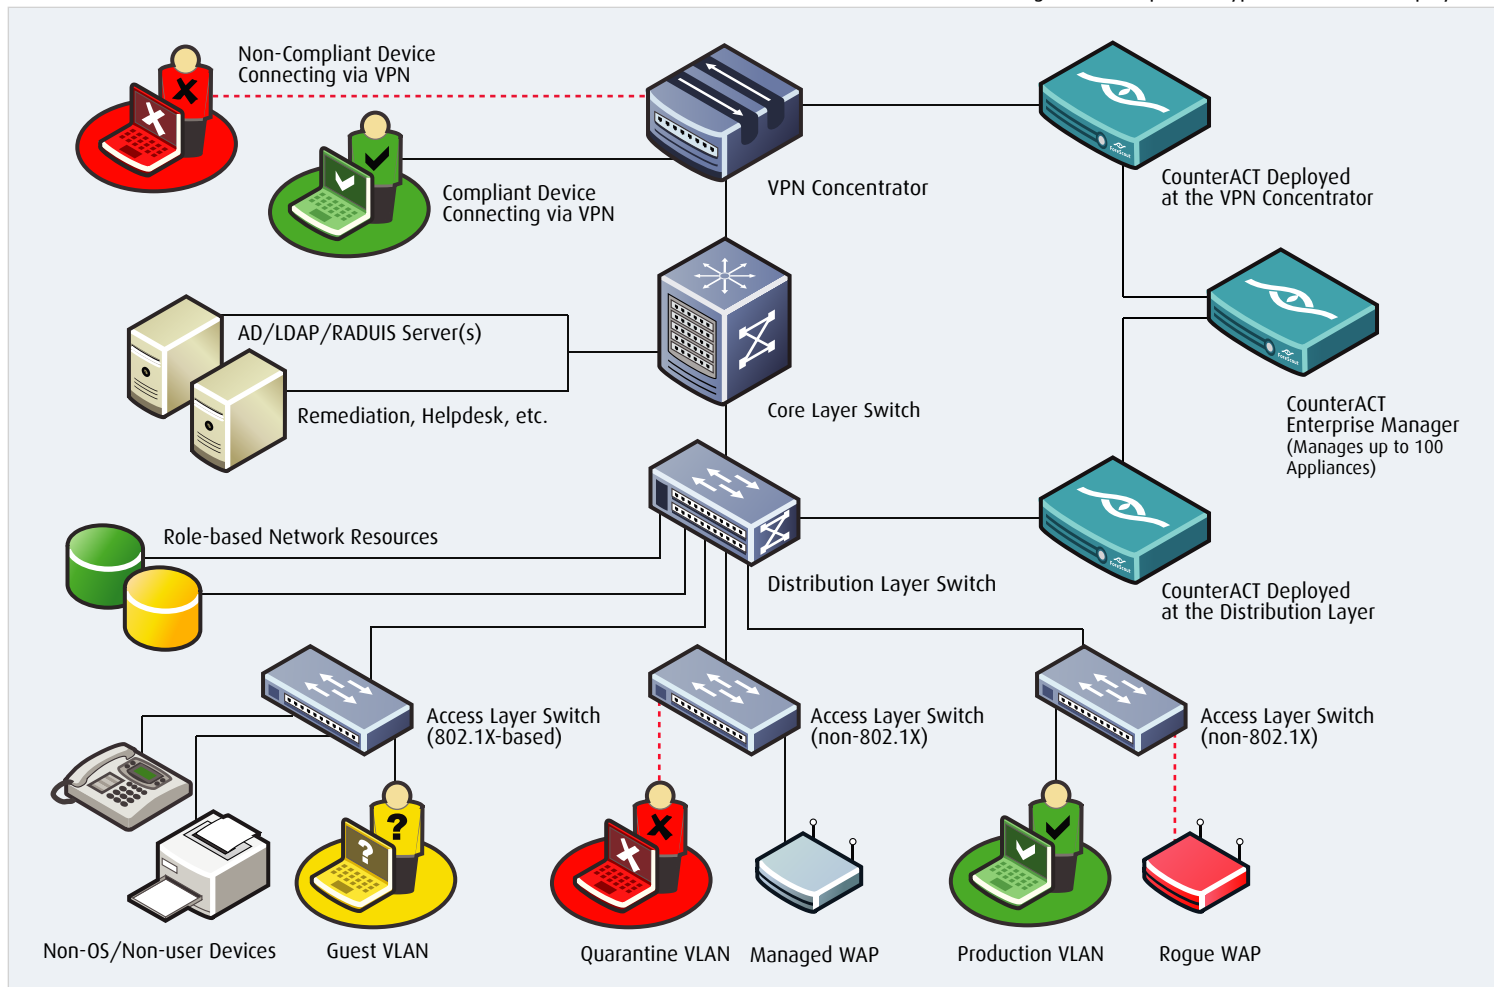 Non-Compliant Device
Connecting via VPN
Compliant Device
Connecting via VPN
VPN Concentrator
CounterACT Deployed
at the VPN Concentrator
AD/LDAP/RADUIS Server(s)
Remediation, Helpdesk, etc.
Core Layer Switch
CounterACT
Enterprise Manager
(Manages up to 100
Appliances)
Role-based Network Resources
Distribution Layer Switch
CounterACT Deployed
at the Distribution Layer
Access Layer Switch
(802.1X-based)
Access Layer Switch
(non-802.1X)
Access Layer Switch
(non-802.1X)
?
?
Non-OS/Non-user Devices
Guest VLAN
Quarantine VLAN
Managed WAP
Production VLAN
Rogue WAP
ForeScout
ForeScout
ForeScout